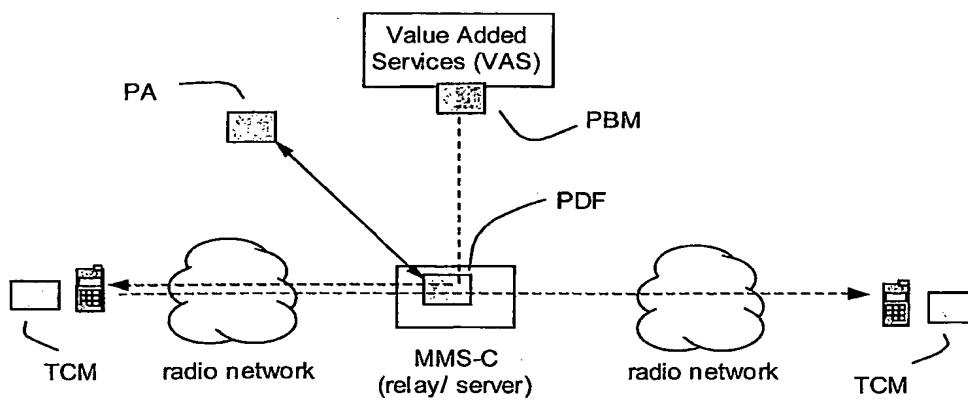 Value Added
Services (VAS)
PA
PBM
PDF
TCM
radio network
MMS-C
(relay/ server)
radio network
TCM